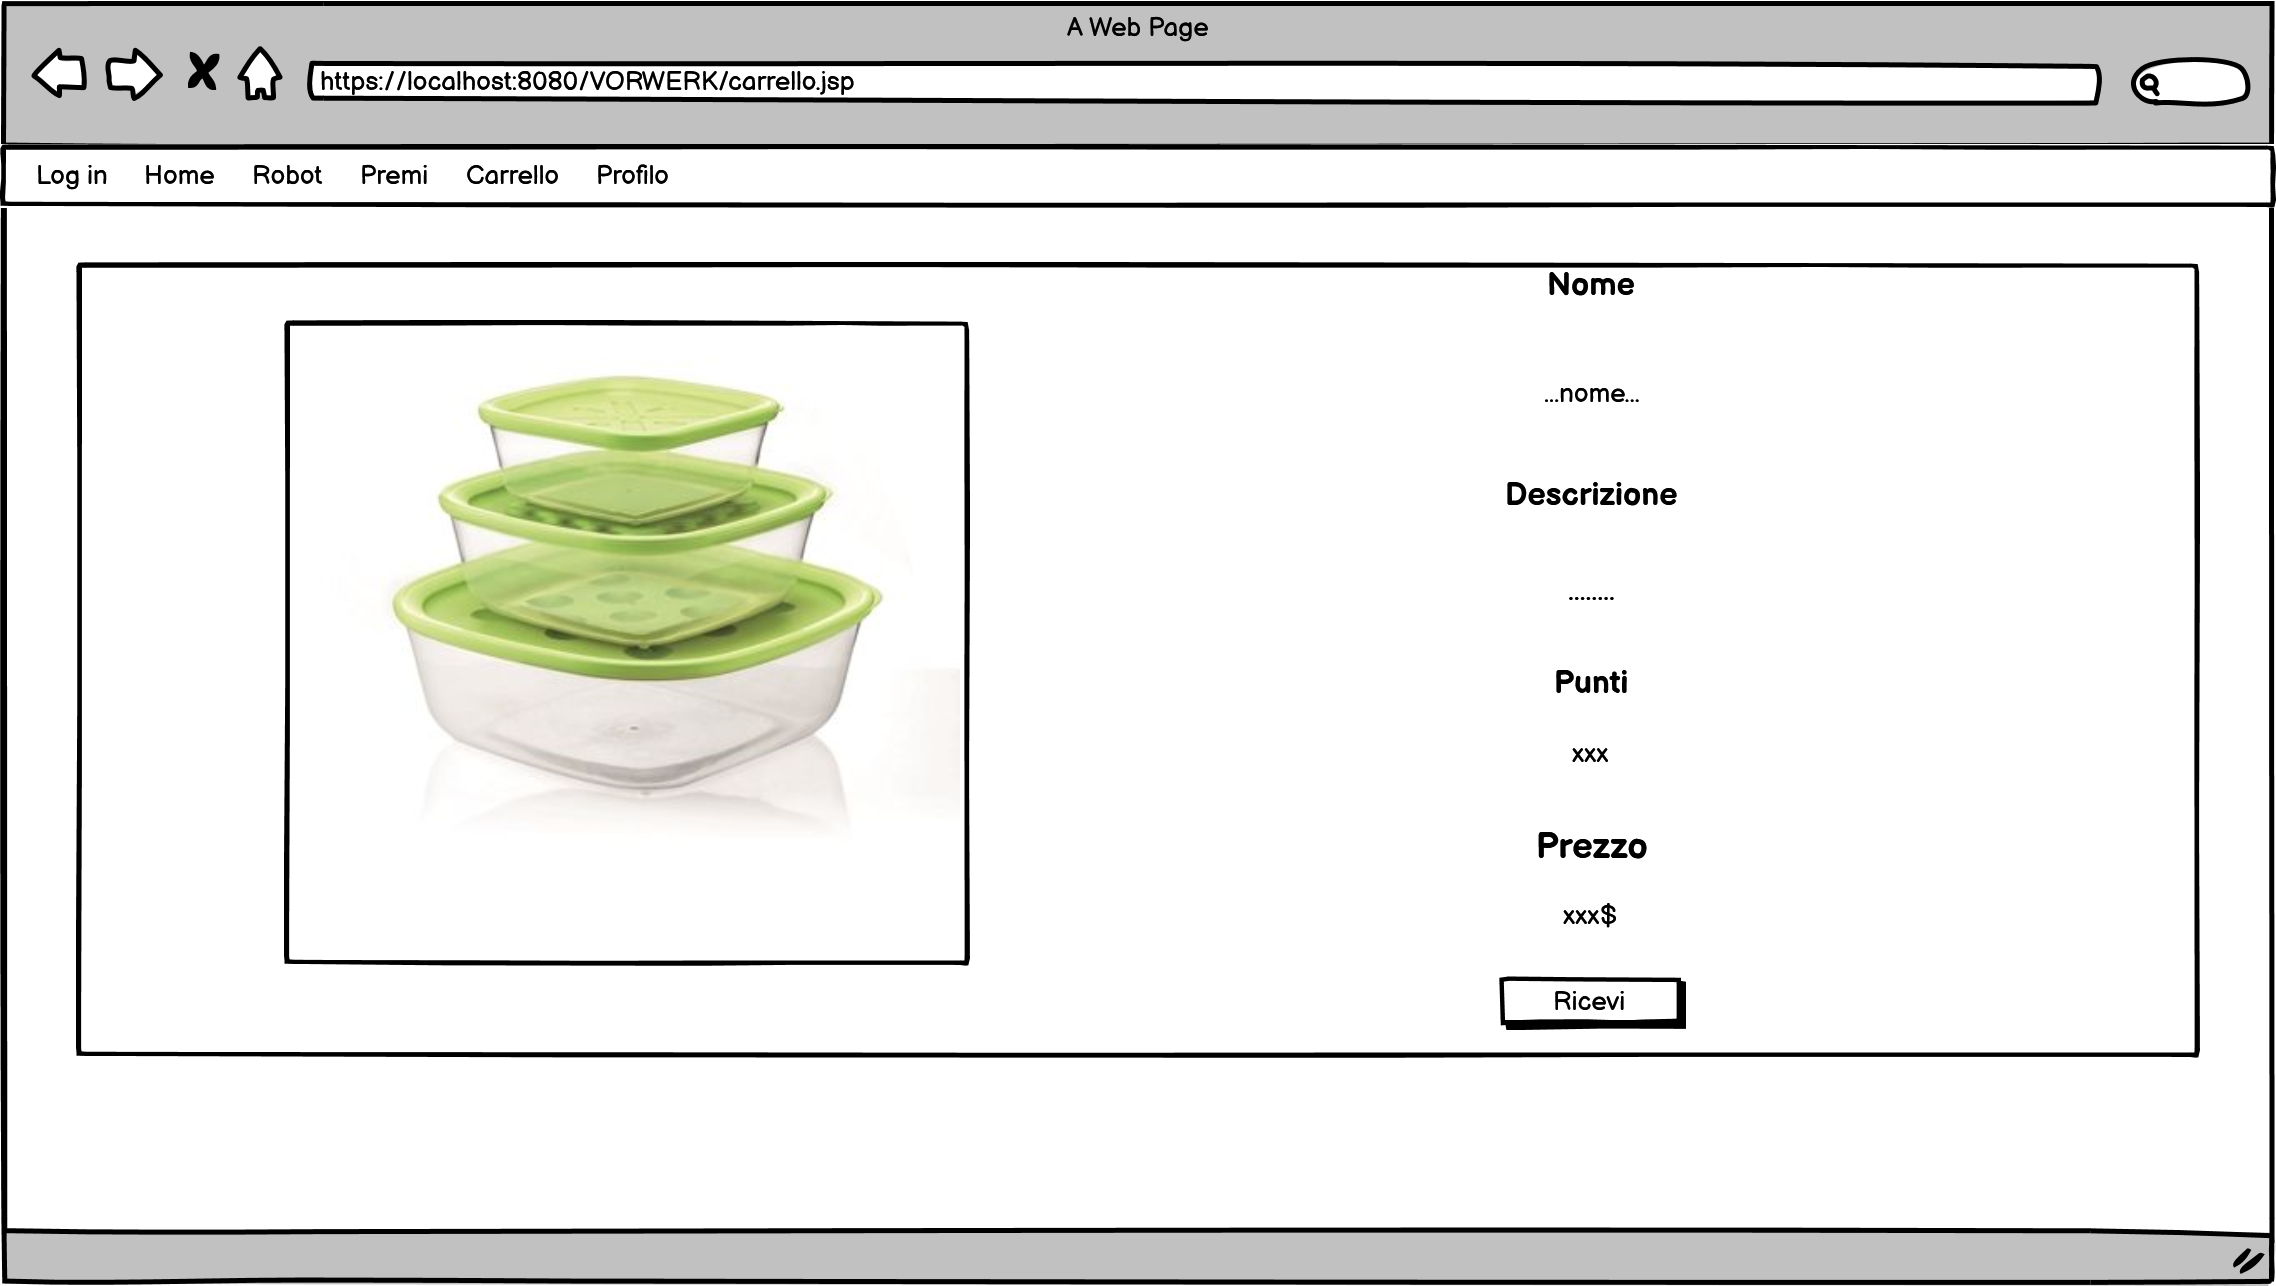 A Web Page
https://localhost:8080/VORWERK/carrello.jsp
Log in Home Robot Premi Carrello Profilo
Nome
...nome...
Descrizione
........
Punti
xxx
Prezzo
xxx$
Ricevi